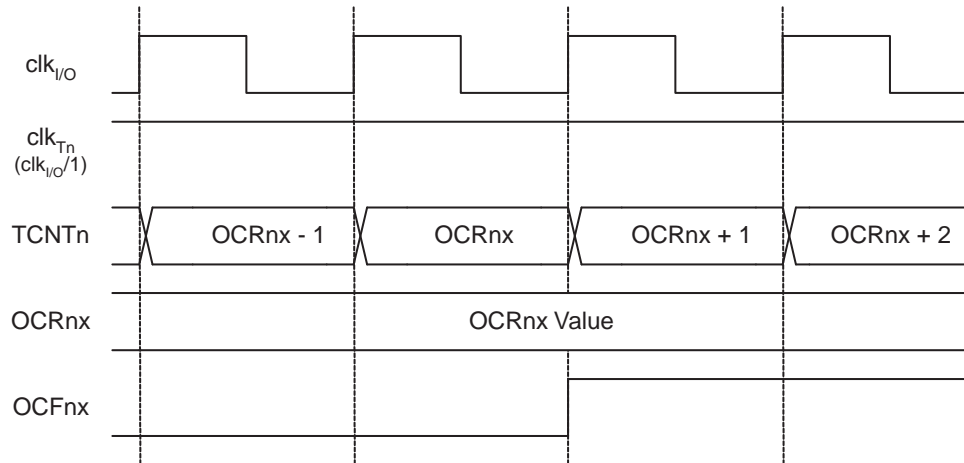 clkI/O
clkTn
(clkI/O/1)
TCNTn OCRnx - 1 OCRnx OCRnx + 1 OCRnx + 2
OCRnx OCRnx Value
OCFnx